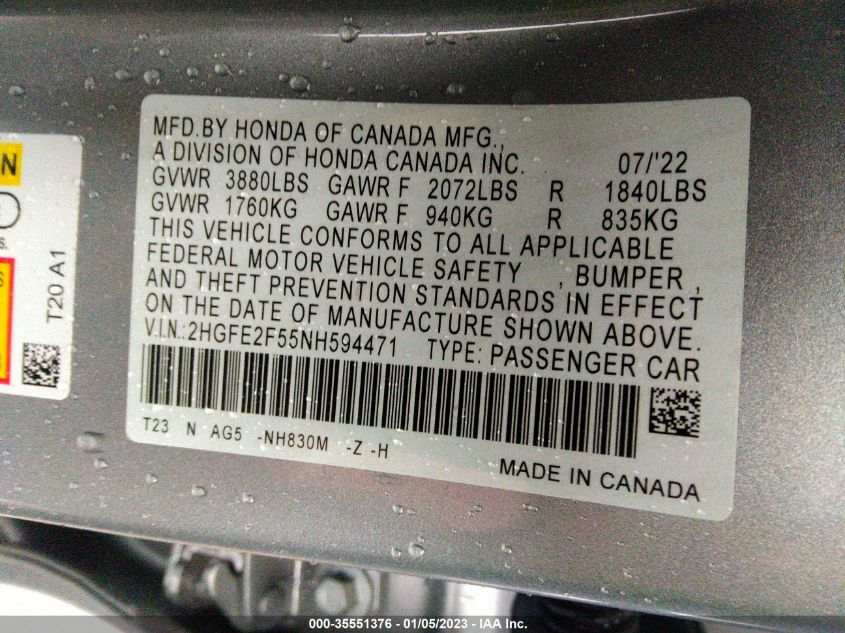 MFD.BY HONDA OF CANADA MFG.,
A DIVISION OF HONDA CANADA INC. 07/'22
GVWR 3880LBS GAWR F 2072LBS R 1840LBS
GVWR 1760KG GAWR F 940KG R 835KG
THIS VEHICLE CONFORMS TO ALL APPLICABLE
FEDERAL MOTOR VEHICLE SAFETY , BUMPER ,
AND THEFT PREVENTION STANDARDS IN EFFECT
ON THE DATE OF MANUFACTURE SHOWN ABOVE.
V.I.N.:2HGFE2F55NH594471 TYPE: PASSENGER CAR
T23 N AG5 -NH830M -Z -H
MADE IN CANADA
T20 A1
000-35551376 - 01/05/2023 - © IAA Inc.